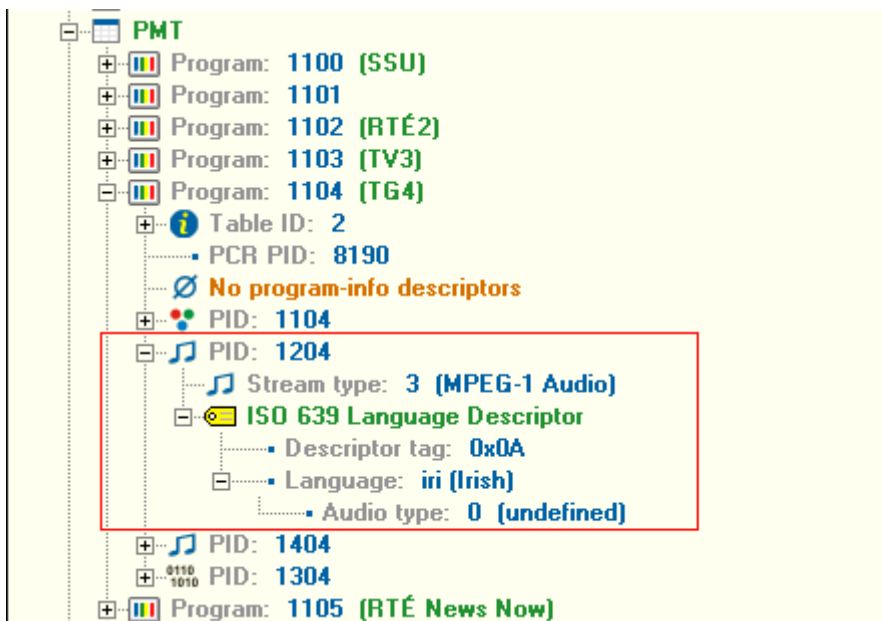 PMT
Program: 1100 (SSU)
Program: 1101
Program: 1102 (RTÉ2)
Program: 1103 (TV3)
Program: 1104 (TG4)
Table ID: 2
PCR PID: 8190
No program-info descriptors
PID: 1104
PID: 1204
Stream type: 3 (MPEG-1 Audio)
ISO 639 Language Descriptor
Descriptor tag: 0x0A
Language: iri (Irish)
Audio type: 0 (undefined)
PID: 1404
0110 1010 PID: 1304
Program: 1105 (RTÉ News Now)